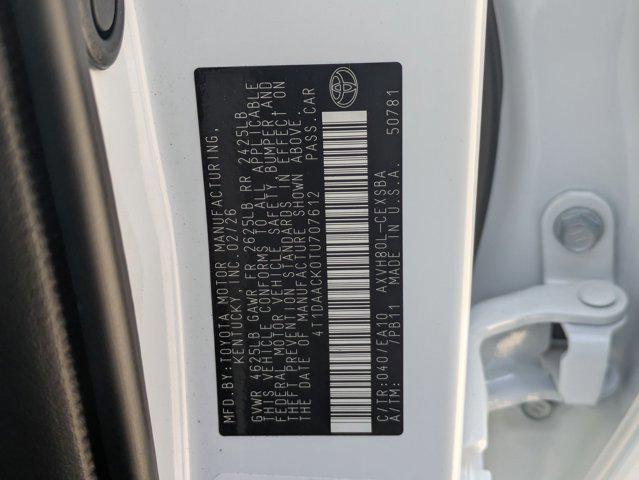 MFD. BY: TOYOTA MOTOR MANUFACTURING,
KENTUCKY, INC. 02/26
GVWR 4625LB GAWR FR 2625LB RR 2425LB
THIS VEHICLE CONFORMS TO ALL APPLICABLE
FEDERAL MOTOR VEHICLE SAFETY, BUMPER AND
THEFT PREVENTION STANDARDS IN EFFECT ON
THE DATE OF MANUFACTURE SHOWN ABOVE.
4T1DAACK0TU707612 PASS. CAR
C/TR: 040/EA10 AXVH80L-CEXSBA
A/TM: /PB11 MADE IN U.S.A. 50781